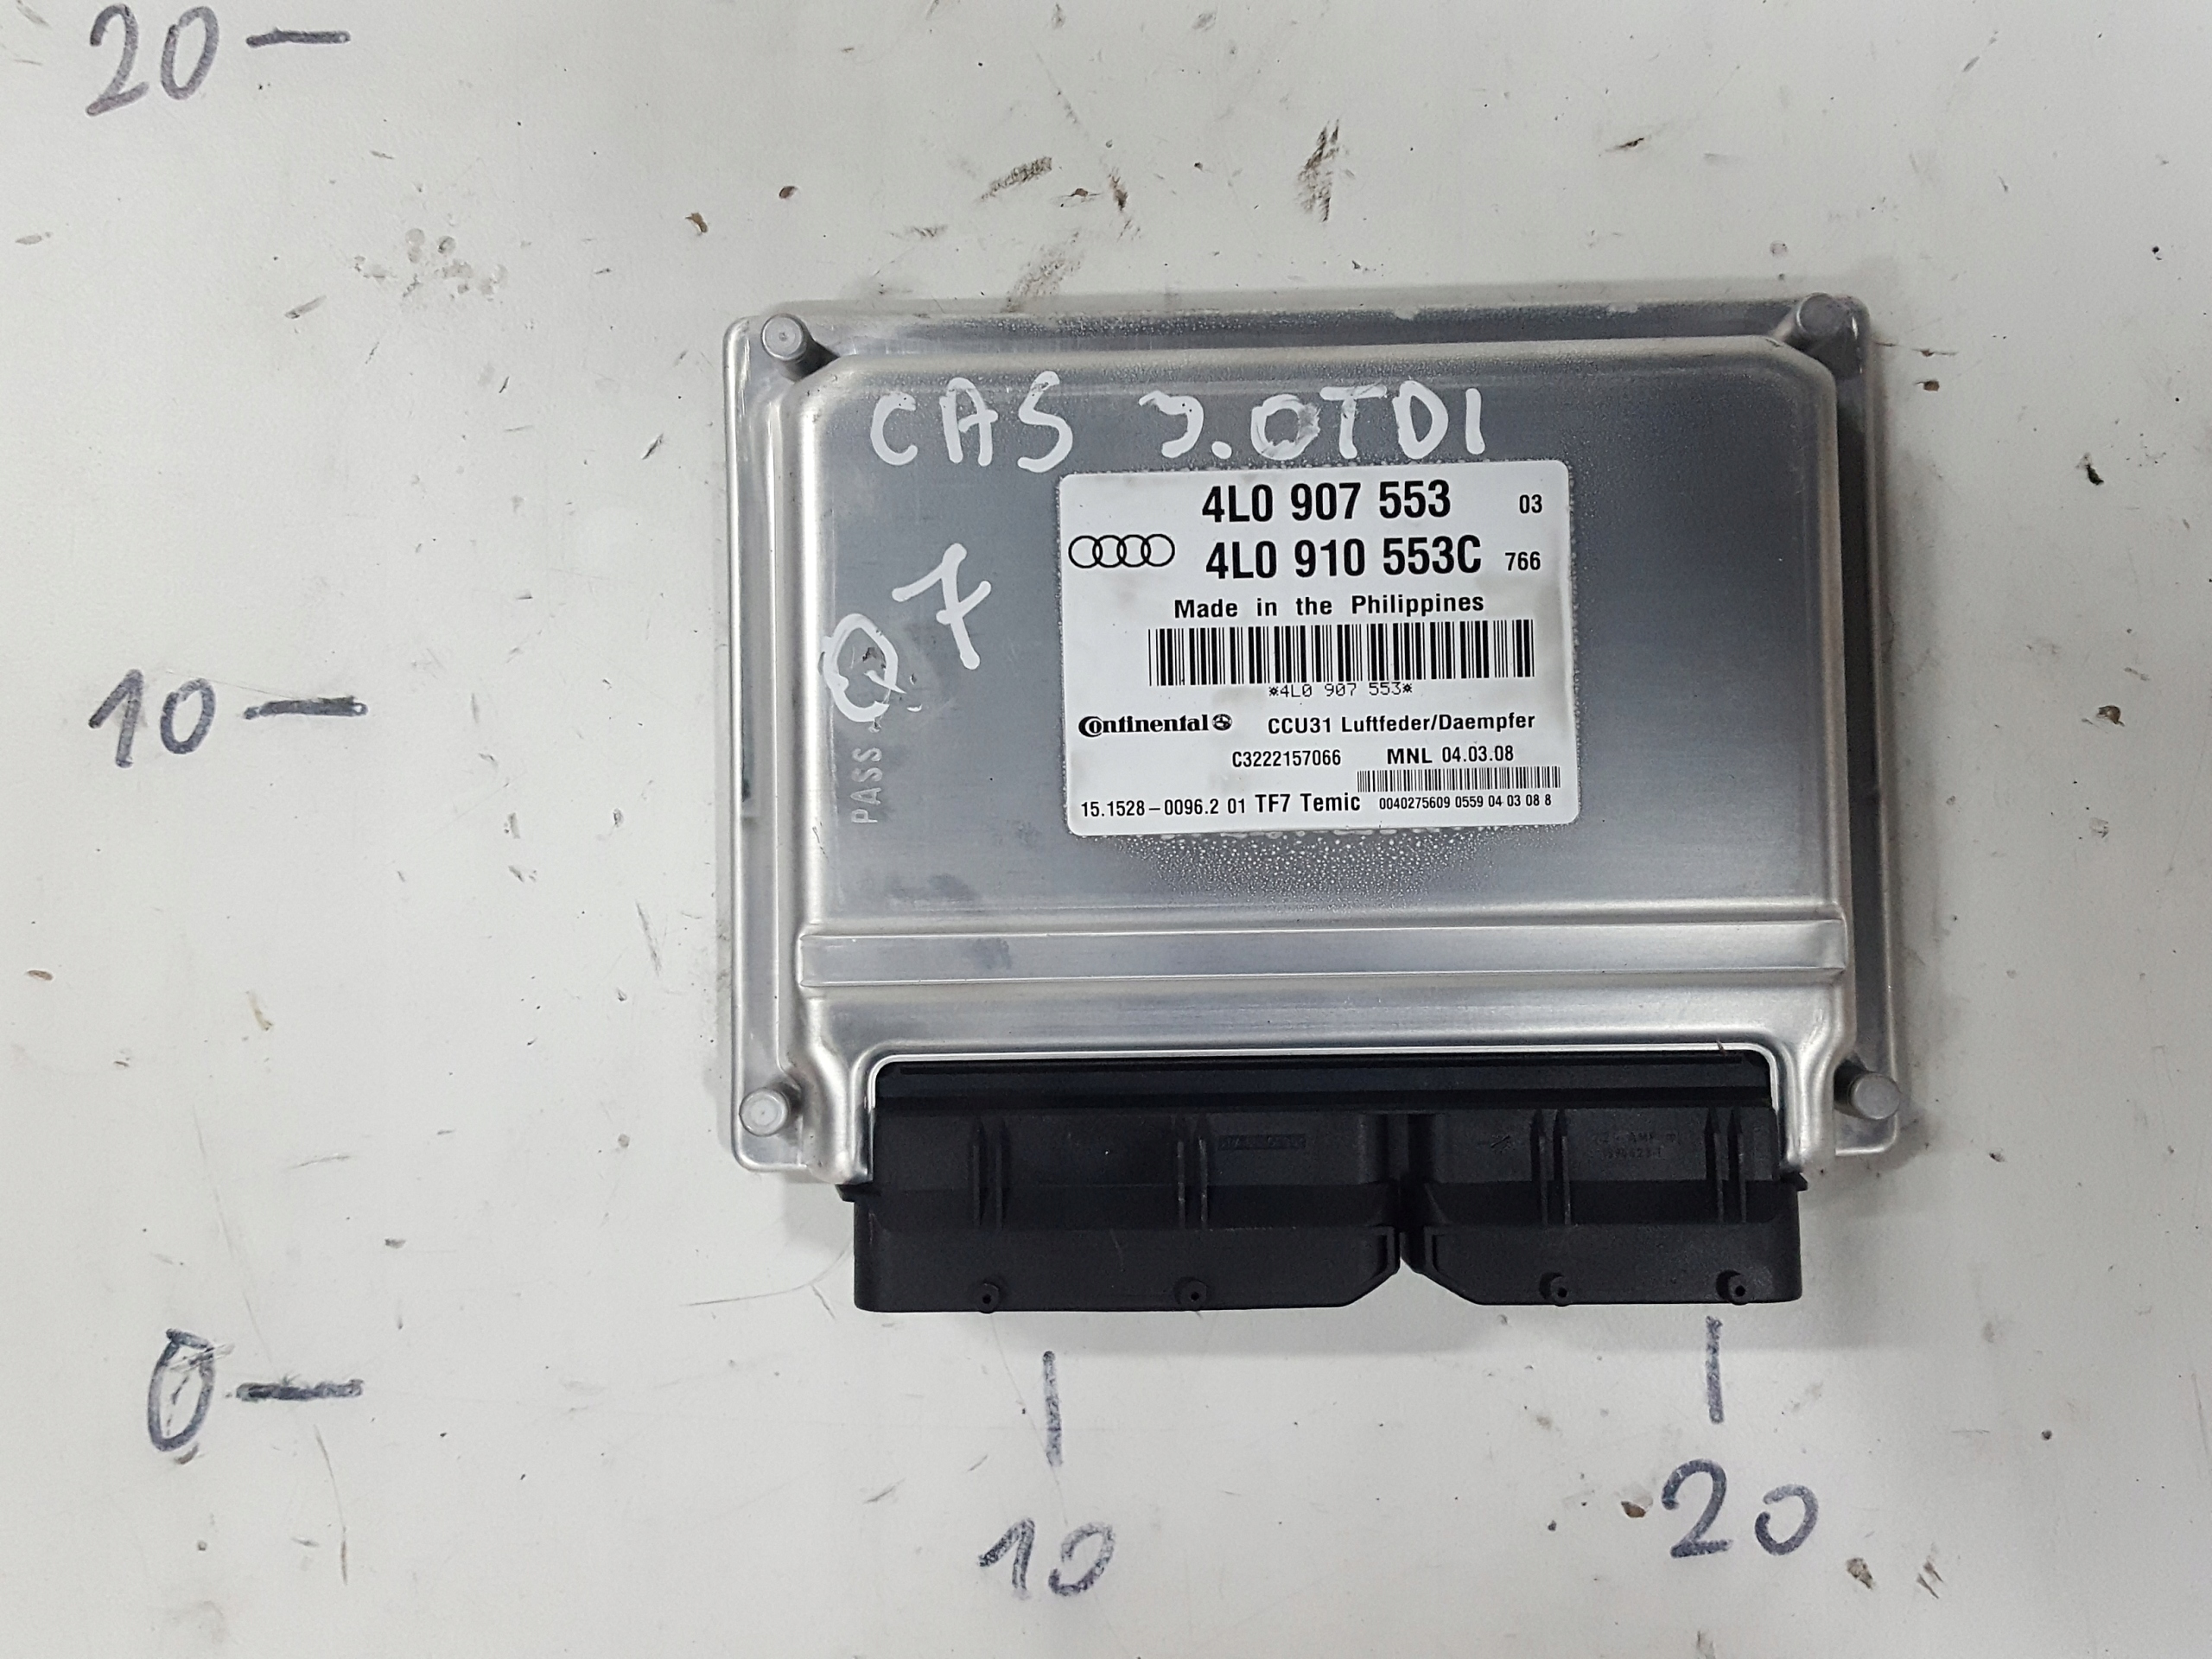 20 —
CAS 3.0TDI
4L0 907 553 03
4L0 910 553C 766
Made in the Philippines
*4L0 907 553*
Q7
10 —
Continental CCU31 Luftfeder/Daempfer
C3222157066 MNL 04.03.08
PASS
15.1528-0096.2 01 TF7 Temic 0040275609 0559 04 03 08 8
0 —
10
20